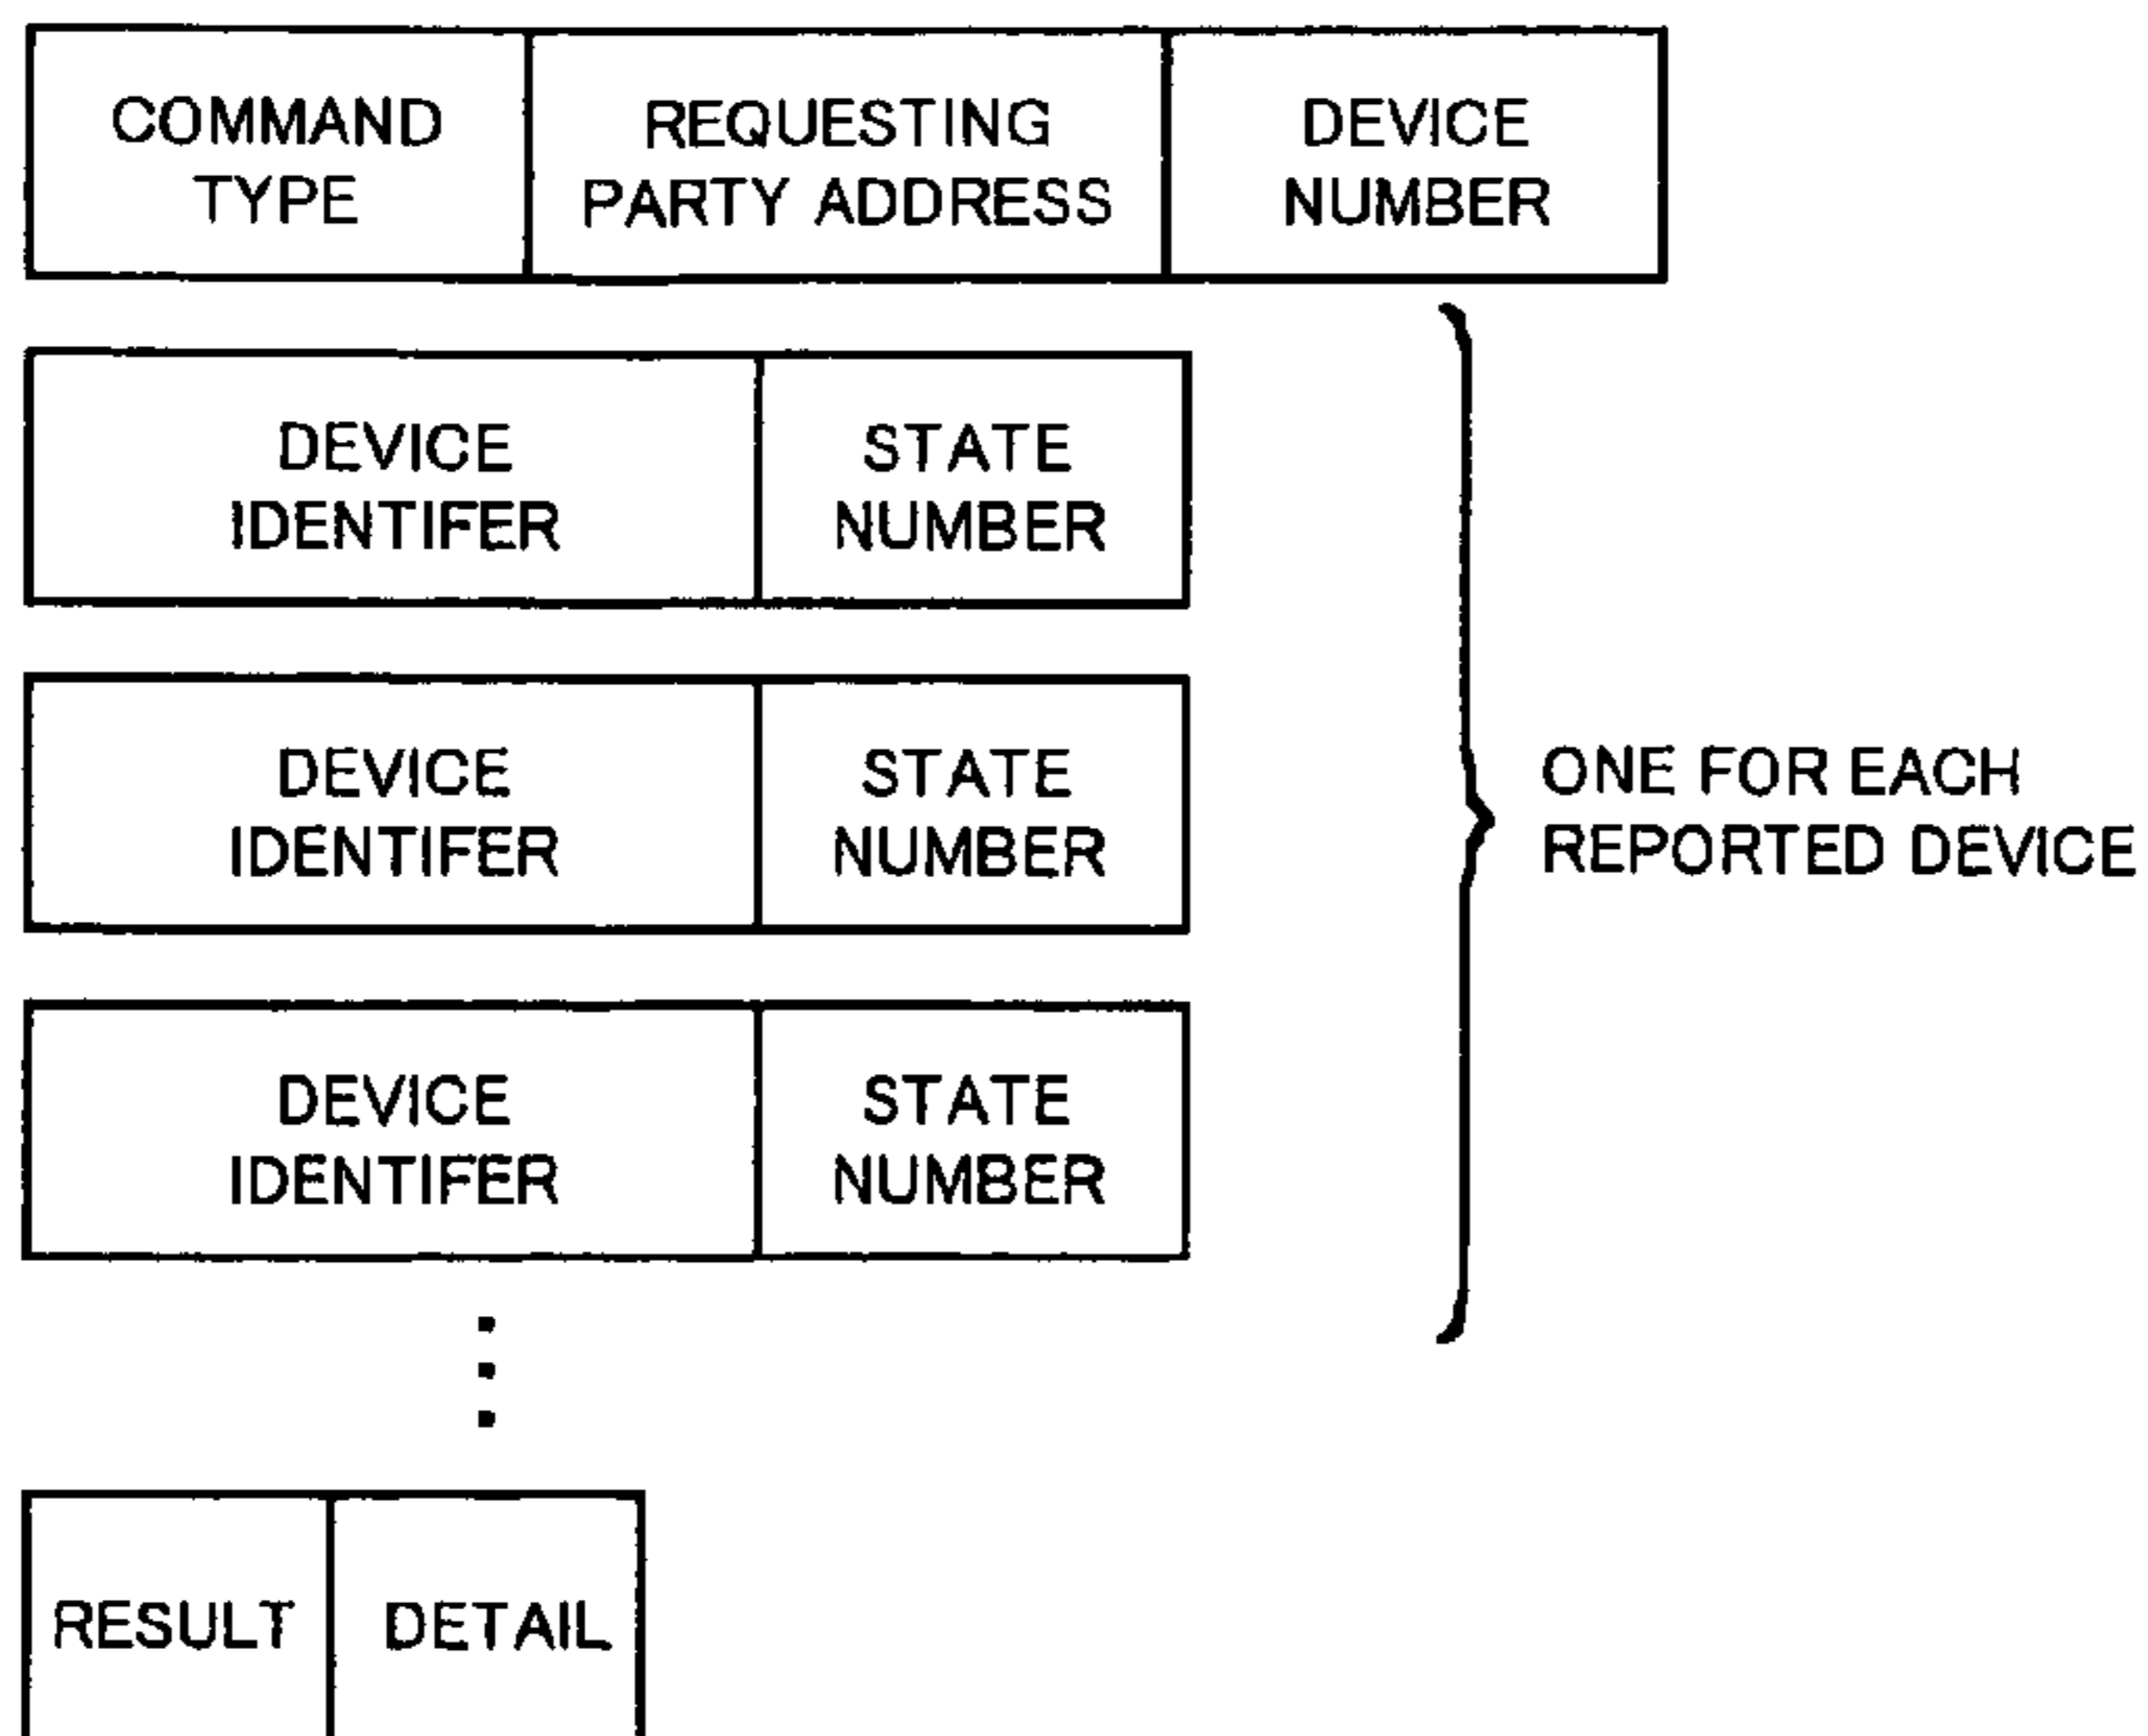 COMMAND
TYPE
REQUESTING
PARTY ADDRESS
DEVICE
NUMBER
DEVICE
IDENTIFER
STATE
NUMBER
DEVICE
IDENTIFER
STATE
NUMBER
ONE FOR EACH
REPORTED DEVICE
DEVICE
IDENTIFER
STATE
NUMBER
RESULT
DETAIL